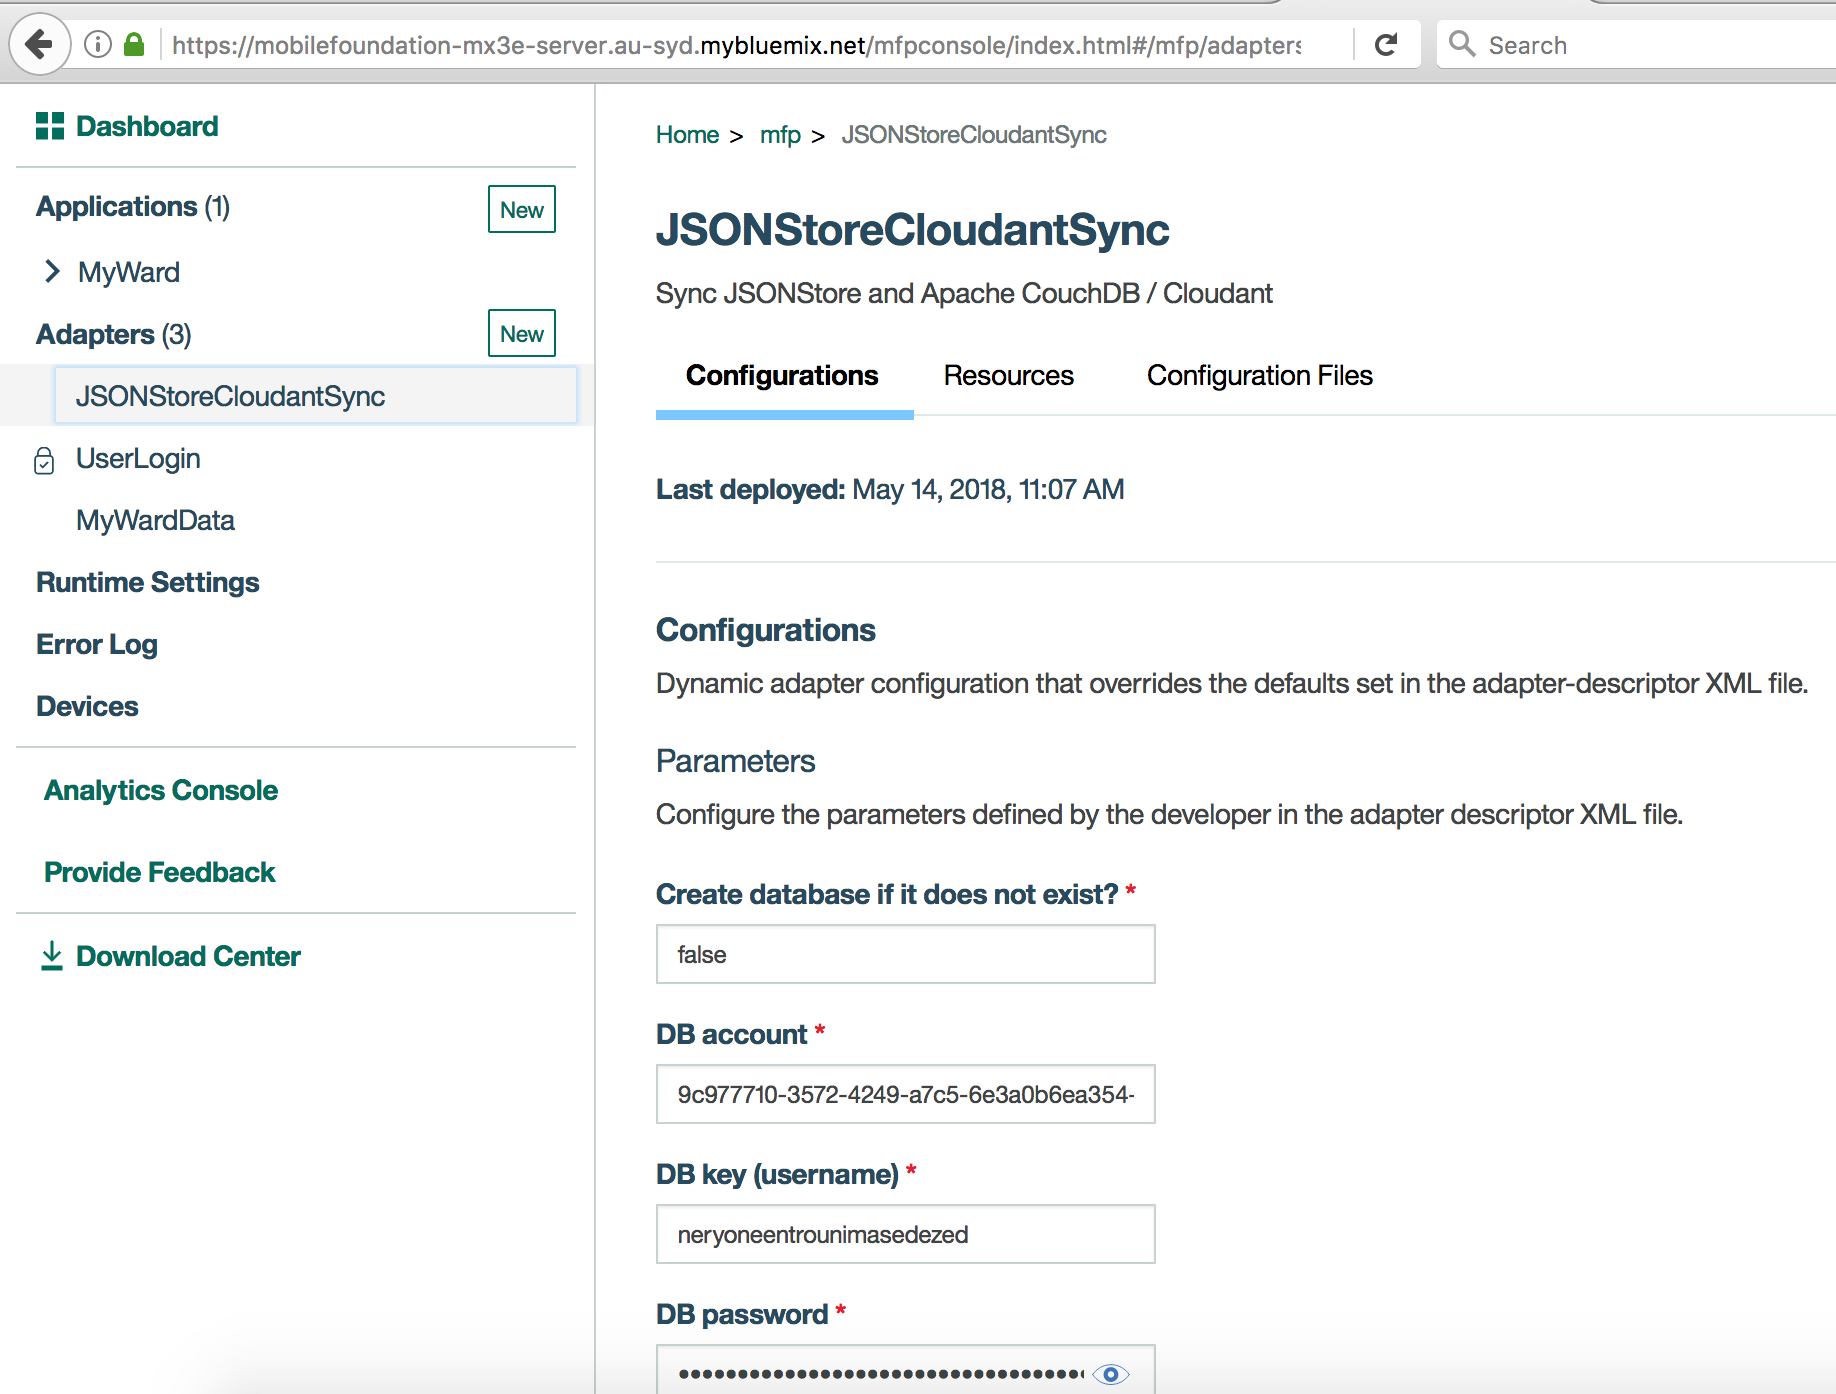 https://mobilefoundation-mx3e-server.au-syd.mybluemix.net/mfpconsole/index.html#/mfp/adapters
Search
Dashboard
Applications (1)
New
MyWard
Adapters (3)
New
JSONStoreCloudantSync
UserLogin
MyWardData
Runtime Settings
Error Log
Devices
Analytics Console
Provide Feedback
Download Center
Home > mfp > JSONStoreCloudantSync
JSONStoreCloudantSync
Sync JSONStore and Apache CouchDB / Cloudant
Configurations Resources Configuration Files
Last deployed: May 14, 2018, 11:07 AM
Configurations
Dynamic adapter configuration that overrides the defaults set in the adapter-descriptor XML file.
Parameters
Configure the parameters defined by the developer in the adapter descriptor XML file.
Create database if it does not exist? *
false
DB account *
9c977710-3572-4249-a7c5-6e3a0b6ea354-
DB key (username) *
neryoneentrounimasedezed
DB password *